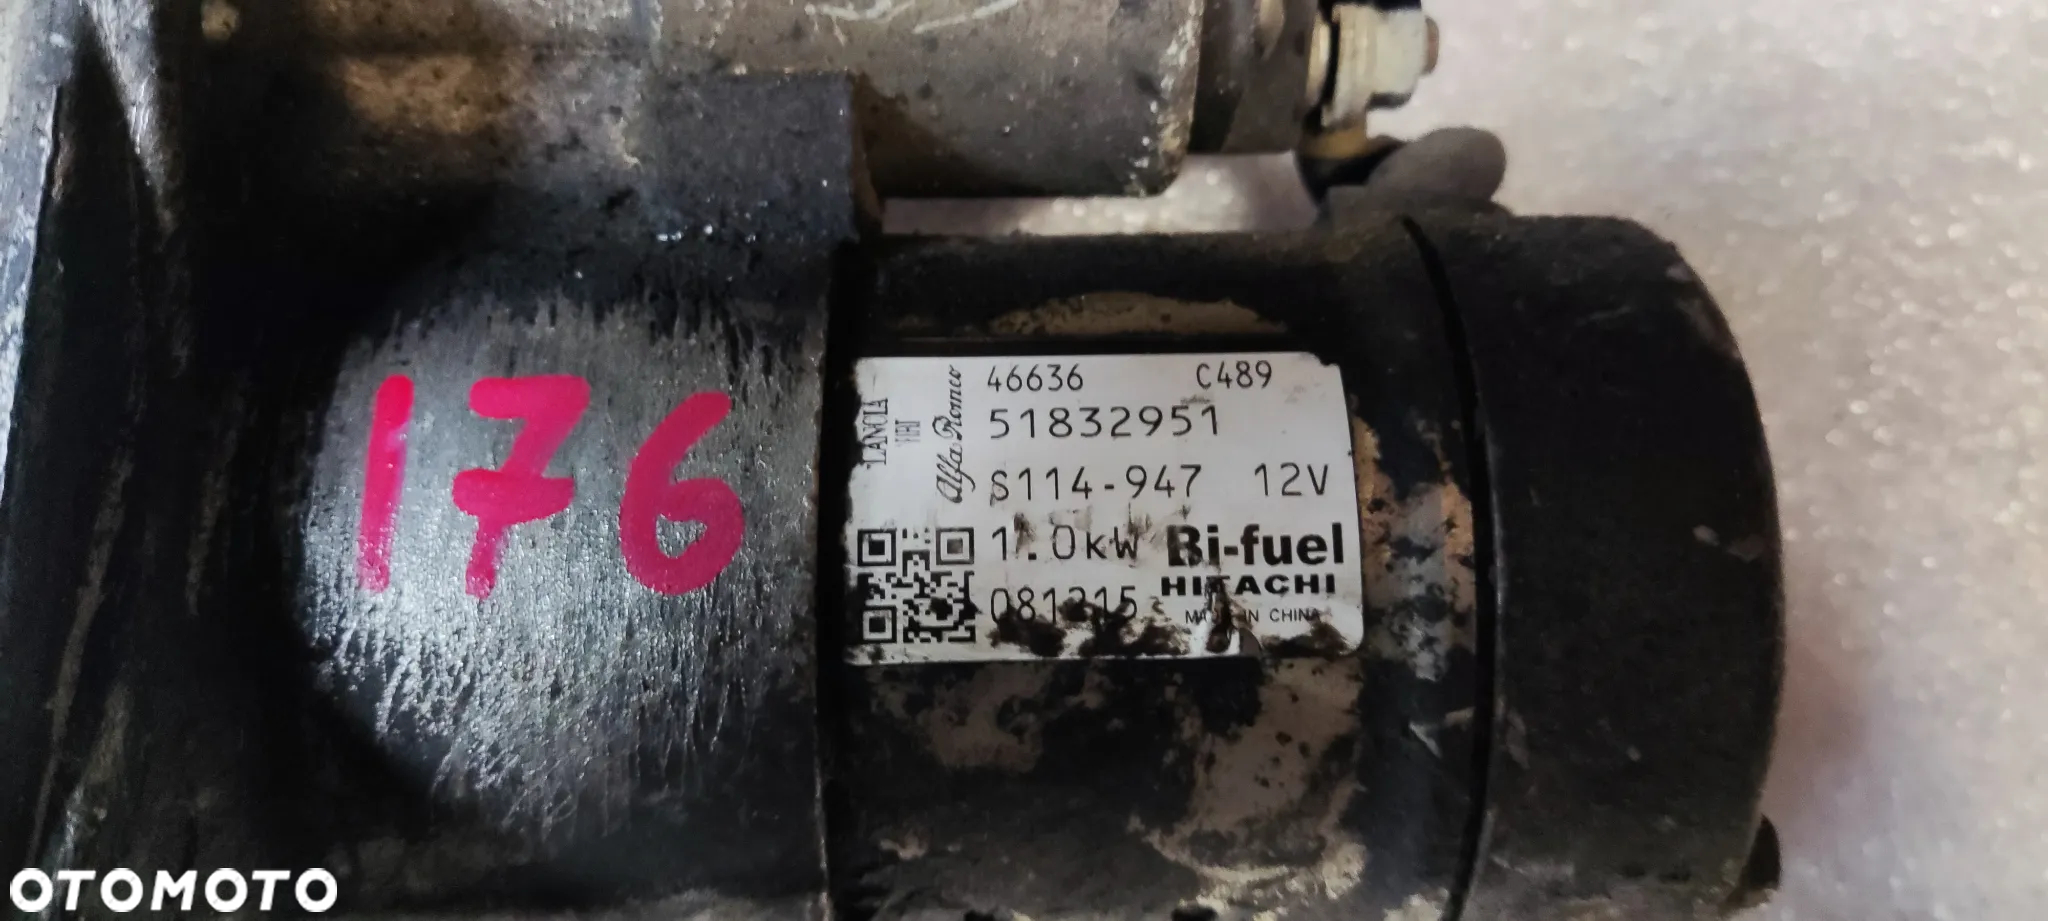 176
LANCIA
FIAT
Alfa Romeo
46636 C489
51832951
S114-947 12V
1.0kW Bi-fuel
HITACHI
081215
MADE IN CHINA
OTOMOTO